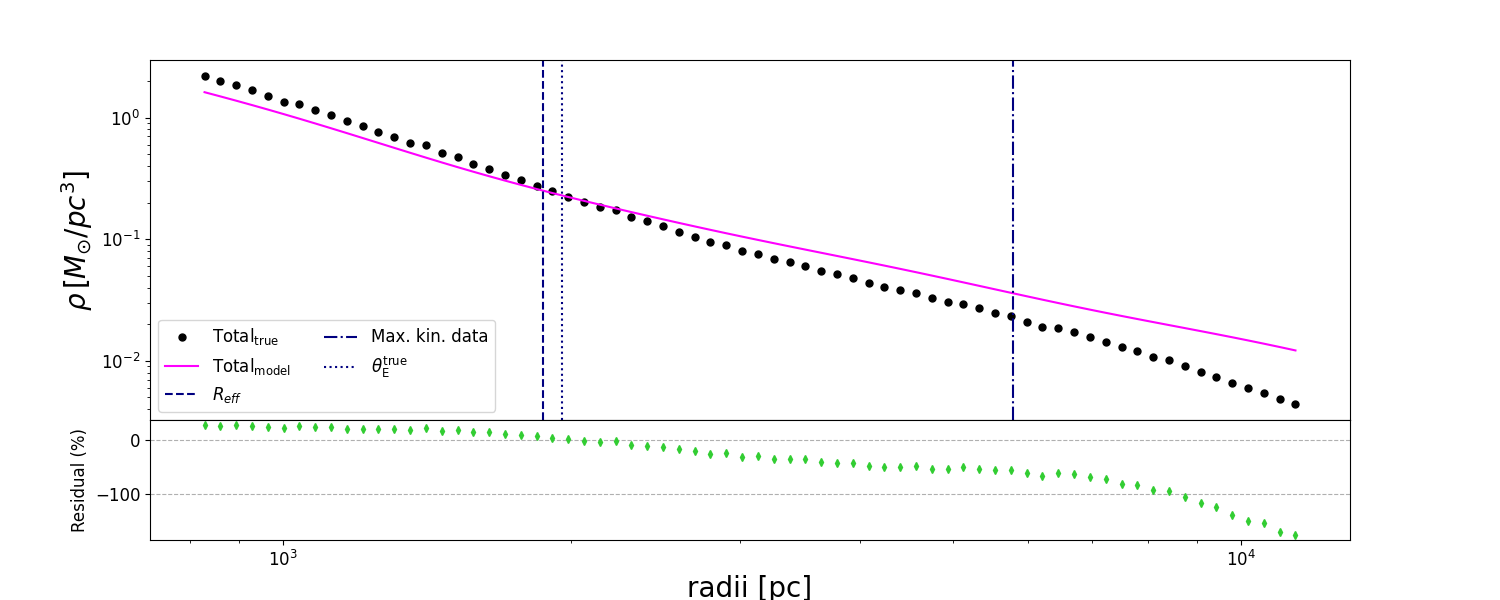 10⁰
10⁻¹
10⁻²
ρ [M⊙/pc³]
Total_true
Total_model
R_eff
Max. kin. data
θ_E^true
0
−100
Residual (%)
10³
10⁴
radii [pc]